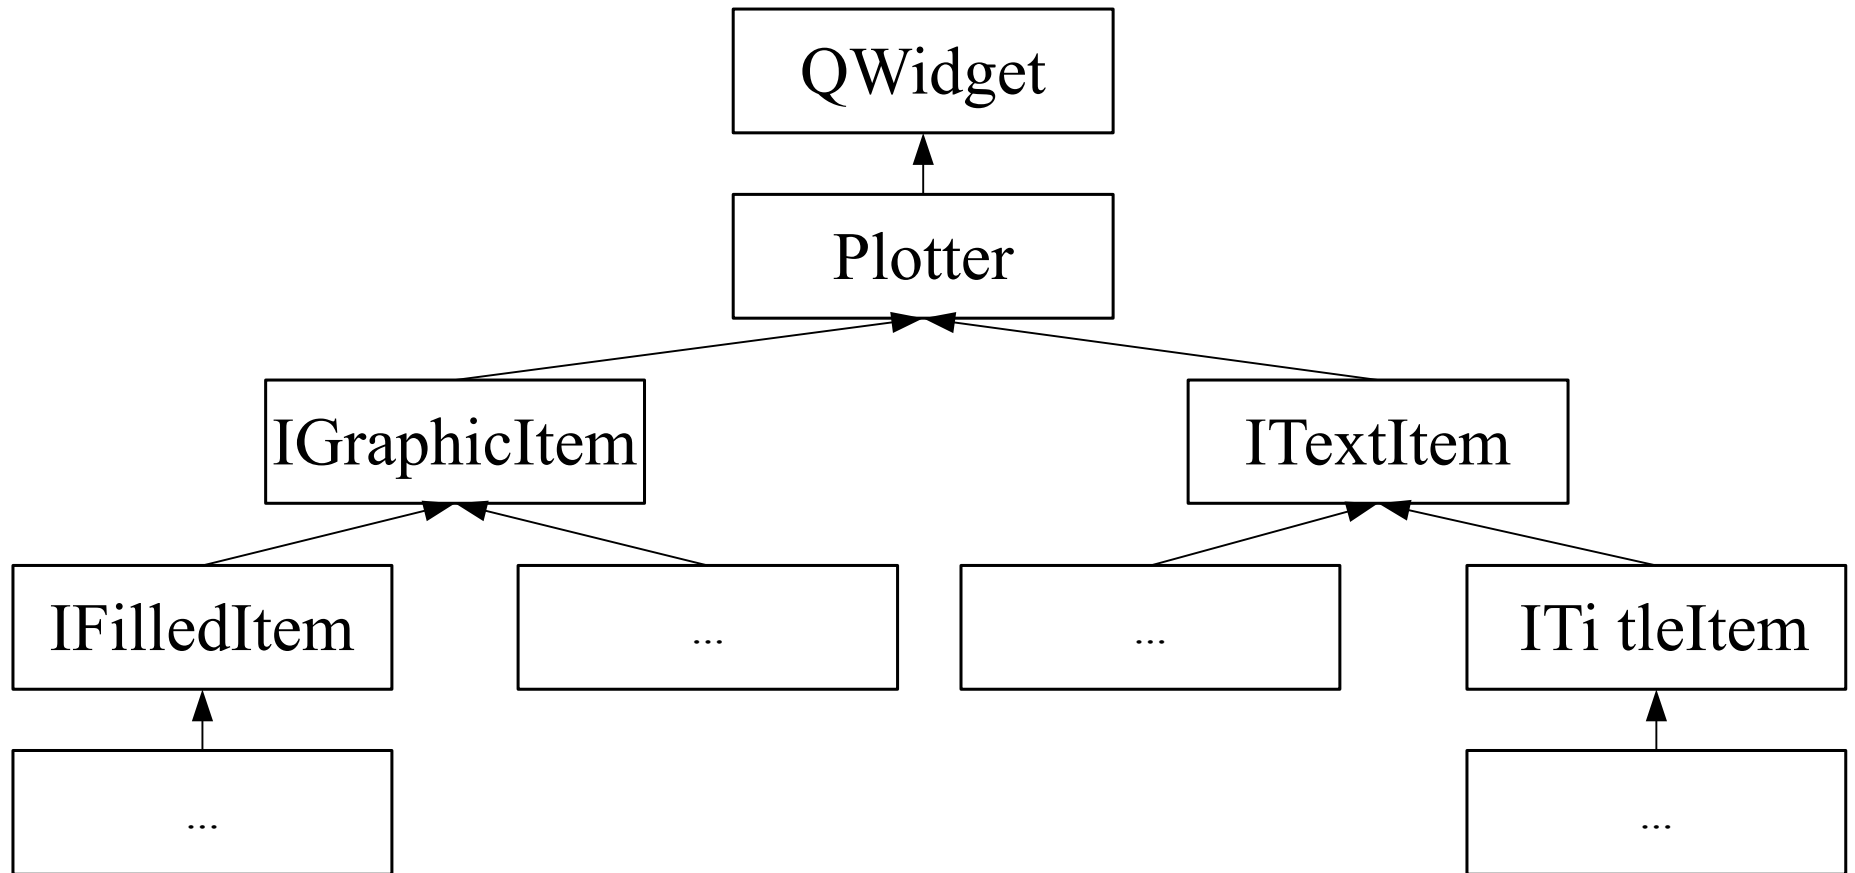 QWidget
Plotter
IGraphicItem
ITextItem
IFilledItem
...
...
ITi tleItem
...
...